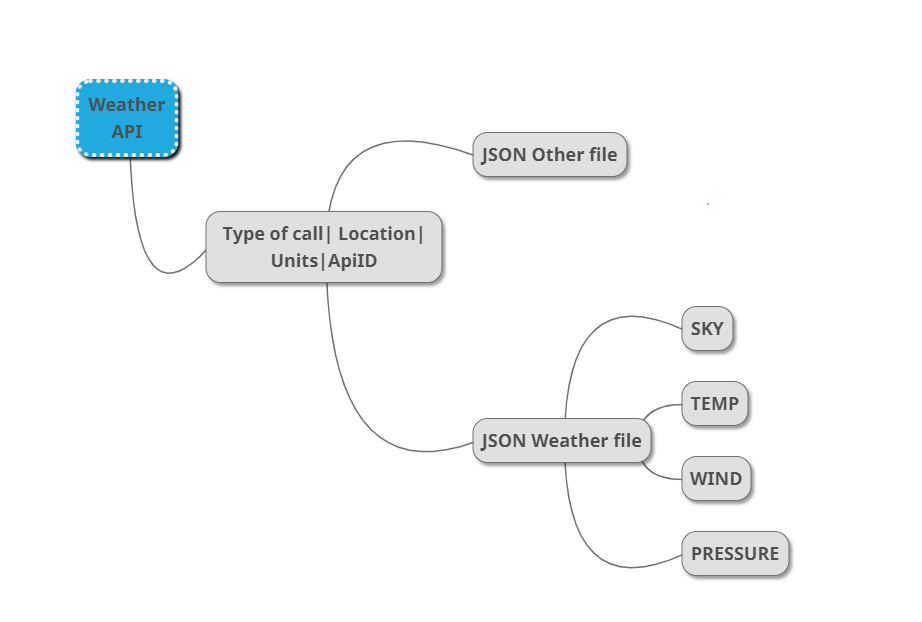 Weather
API
JSON Other file
Type of call| Location|
Units|ApiID
SKY
TEMP
JSON Weather file
WIND
PRESSURE